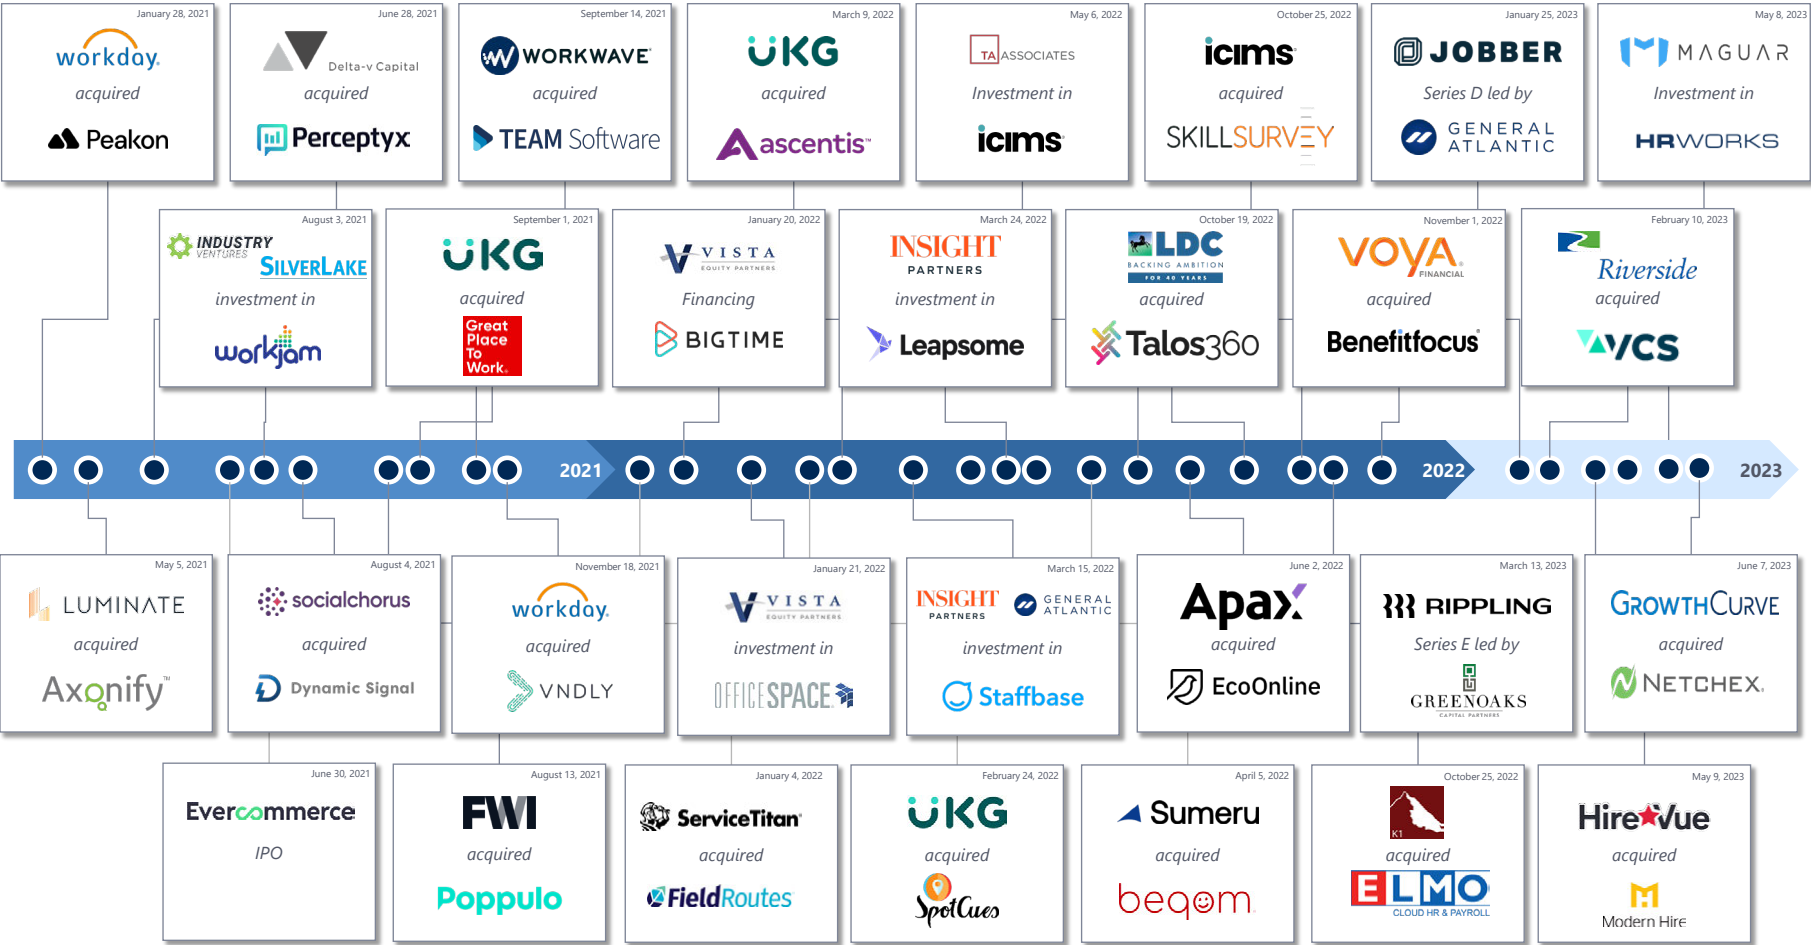 January 28, 2021
workday.
acquired
Peakon
June 28, 2021
Delta-v Capital
acquired
Perceptyx
September 14, 2021
WORKWAVE
acquired
TEAM Software
March 9, 2022
UKG
acquired
ascentis™
May 6, 2022
TA ASSOCIATES
Investment in
icims
October 25, 2022
icims
acquired
SKILLSURVEY
January 25, 2023
JOBBER
Series D led by
GENERAL
ATLANTIC
May 8, 2023
MAGUAR
Investment in
HRWORKS
August 3, 2021
INDUSTRY
VENTURES
SILVERLAKE
investment in
workjam
September 1, 2021
UKG
acquired
Great
Place
To
Work.
January 20, 2022
VISTA
EQUITY PARTNERS
Financing
BIGTIME
March 24, 2022
INSIGHT
PARTNERS
investment in
Leapsome
October 19, 2022
LDC
BACKING AMBITION
FOR 40 YEARS
acquired
Talos360
November 1, 2022
VOYA
FINANCIAL
acquired
Benefitfocus
February 10, 2023
Riverside
acquired
VCS
2021
2022
2023
May 5, 2021
LUMINATE
acquired
Axonify™
August 4, 2021
socialchorus
acquired
Dynamic Signal
November 18, 2021
workday.
acquired
VNDLY
January 21, 2022
VISTA
EQUITY PARTNERS
investment in
OFFICESPACE
March 15, 2022
INSIGHT
PARTNERS
GENERAL
ATLANTIC
investment in
Staffbase
June 2, 2022
Apax
acquired
EcoOnline
March 13, 2023
RIPPLING
Series E led by
GREENOAKS
CAPITAL PARTNERS
June 7, 2023
GROWTHCURVE
acquired
NETCHEX.
June 30, 2021
Evercommerce
IPO
August 13, 2021
FWI
acquired
Poppulo
January 4, 2022
ServiceTitan
acquired
FieldRoutes
February 24, 2022
UKG
acquired
SpotCues
April 5, 2022
Sumeru
acquired
beqom
October 25, 2022
K1
acquired
ELMO
CLOUD HR & PAYROLL
May 9, 2023
HireVue
acquired
Modern Hire